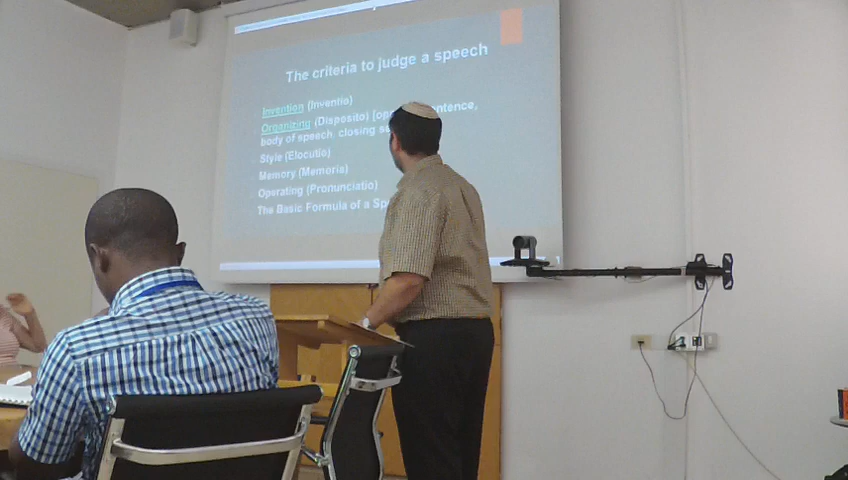 The criteria to judge a speech
Invention (Inventio)
Organizing (Disposito) sentence,
body of speech, closing
Style (Elocutio)
Memory (Memoria)
Operating (Pronunciatio)
The Basic Formula of a